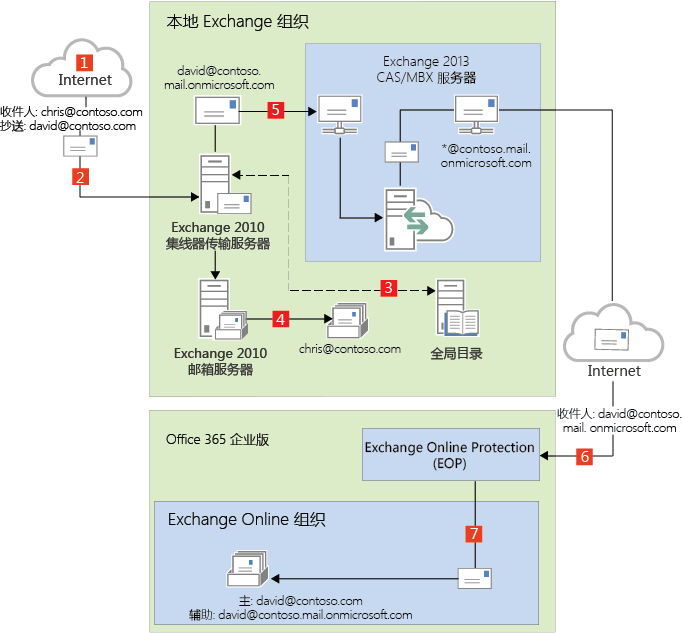 本地 Exchange 组织
1
Internet
收件人: chris@contoso.com
抄送: david@contoso.com
2
david@contoso.
mail.onmicrosoft.com
5
Exchange 2013
CAS/MBX 服务器
*@contoso.mail.
onmicrosoft.com
Exchange 2010
集线器传输服务器
3
4
Exchange 2010
邮箱服务器
chris@contoso.com
全局目录
Internet
收件人: david@contoso.
mail. onmicrosoft.com
6
Office 365 企业版
Exchange Online Protection
(EOP)
7
Exchange Online 组织
主: david@contoso.com
辅助: david@contoso.mail.onmicrosoft.com